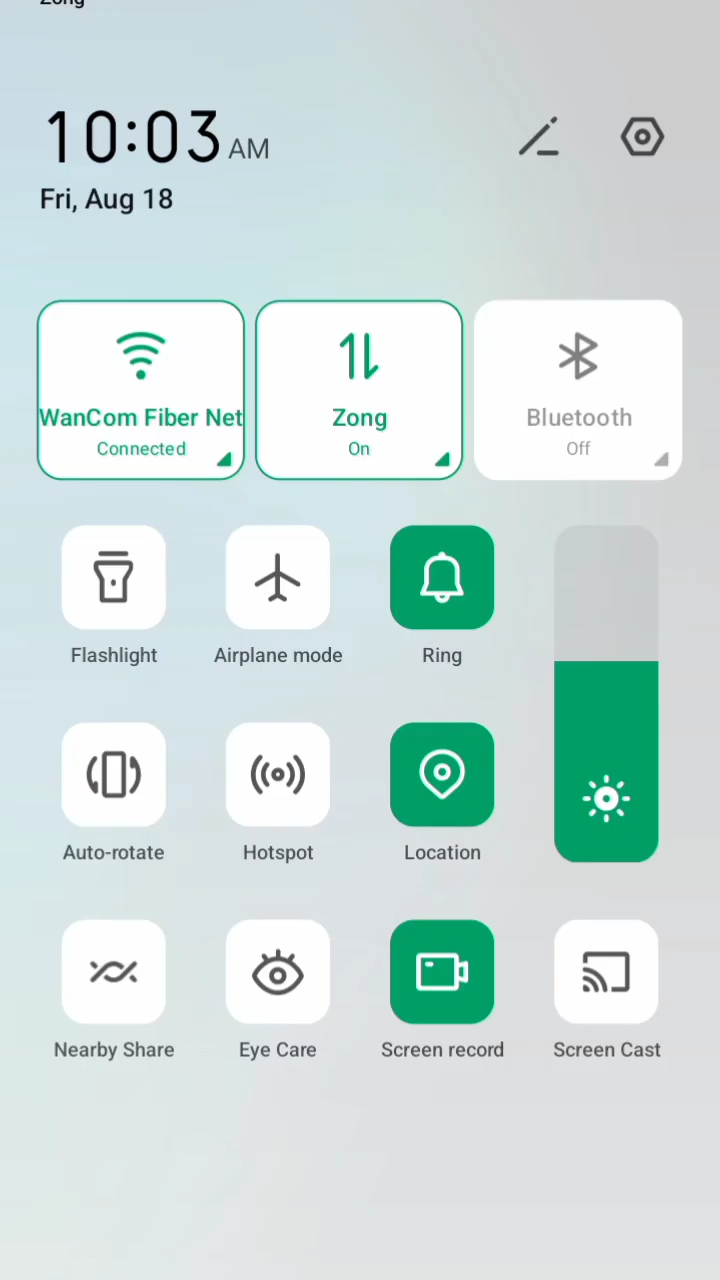 Zong
10:03 AM
Fri, Aug 18
WanCom Fiber Net
Connected
Zong
On
Bluetooth
Off
Flashlight
Airplane mode
Ring
Auto-rotate
Hotspot
Location
Nearby Share
Eye Care
Screen record
Screen Cast